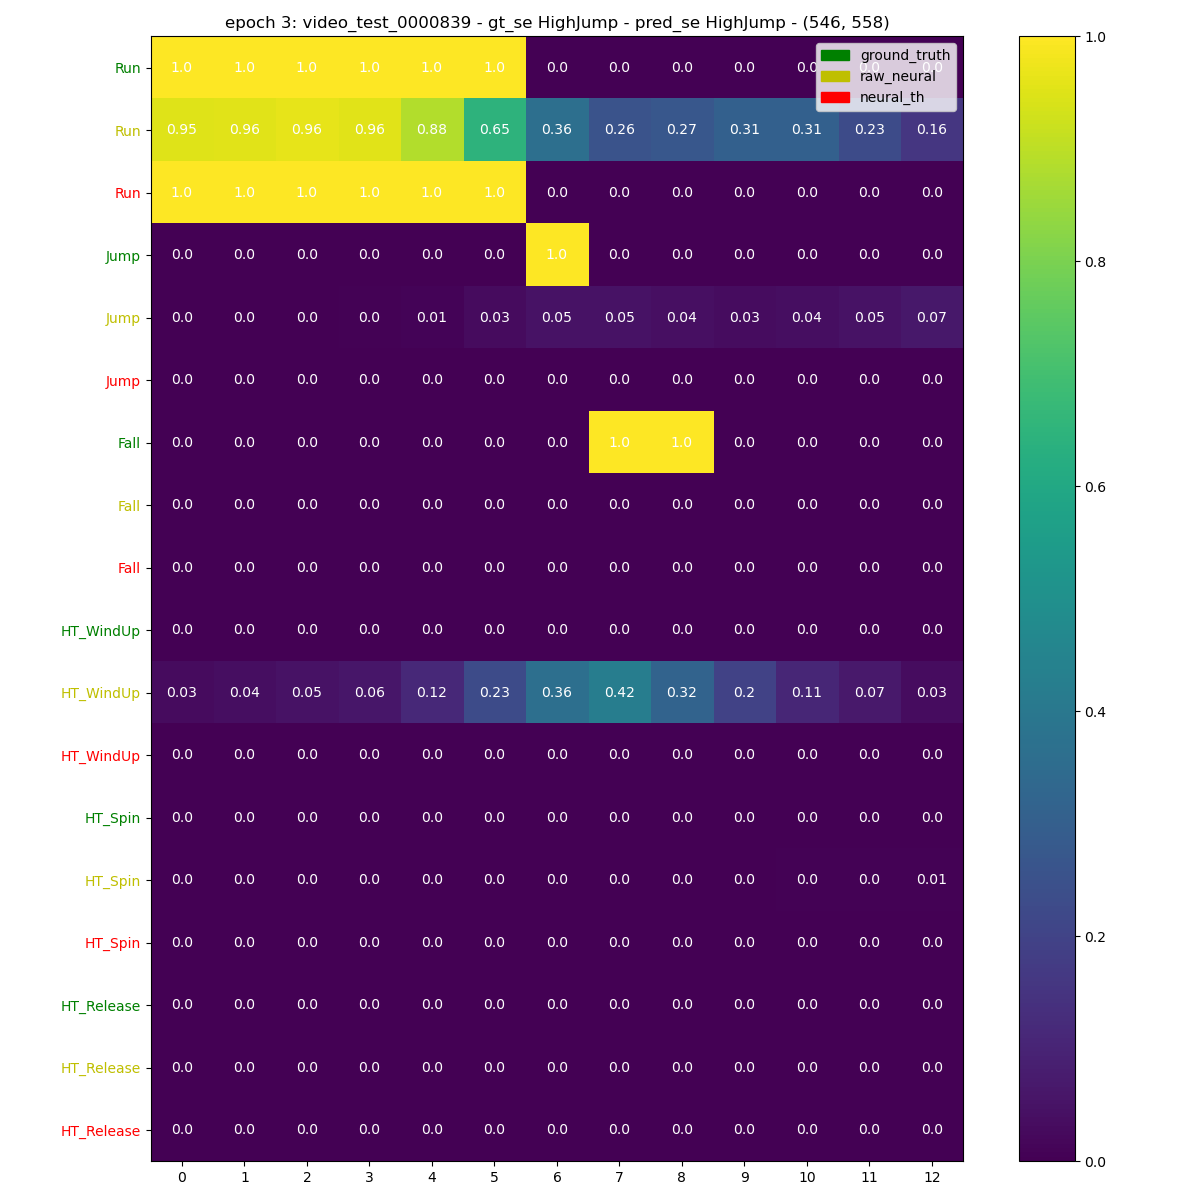 epoch 3: video_test_0000839 - gt_se HighJump - pred_se HighJump - (546, 558)
ground_truth
raw_neural
neural_th
Run 1.0 1.0 1.0 1.0 1.0 1.0 0.0 0.0 0.0 0.0 0.0 0.0 0.0
Run 0.95 0.96 0.96 0.96 0.88 0.65 0.36 0.26 0.27 0.31 0.31 0.23 0.16
Run 1.0 1.0 1.0 1.0 1.0 1.0 0.0 0.0 0.0 0.0 0.0 0.0 0.0
Jump 0.0 0.0 0.0 0.0 0.0 0.0 1.0 0.0 0.0 0.0 0.0 0.0 0.0
Jump 0.0 0.0 0.0 0.0 0.01 0.03 0.05 0.05 0.04 0.03 0.04 0.05 0.07
Jump 0.0 0.0 0.0 0.0 0.0 0.0 0.0 0.0 0.0 0.0 0.0 0.0 0.0
Fall 0.0 0.0 0.0 0.0 0.0 0.0 0.0 1.0 1.0 0.0 0.0 0.0 0.0
Fall 0.0 0.0 0.0 0.0 0.0 0.0 0.0 0.0 0.0 0.0 0.0 0.0 0.0
Fall 0.0 0.0 0.0 0.0 0.0 0.0 0.0 0.0 0.0 0.0 0.0 0.0 0.0
HT_WindUp 0.0 0.0 0.0 0.0 0.0 0.0 0.0 0.0 0.0 0.0 0.0 0.0 0.0
HT_WindUp 0.03 0.04 0.05 0.06 0.12 0.23 0.36 0.42 0.32 0.2 0.11 0.07 0.03
HT_WindUp 0.0 0.0 0.0 0.0 0.0 0.0 0.0 0.0 0.0 0.0 0.0 0.0 0.0
HT_Spin 0.0 0.0 0.0 0.0 0.0 0.0 0.0 0.0 0.0 0.0 0.0 0.0 0.0
HT_Spin 0.0 0.0 0.0 0.0 0.0 0.0 0.0 0.0 0.0 0.0 0.0 0.0 0.01
HT_Spin 0.0 0.0 0.0 0.0 0.0 0.0 0.0 0.0 0.0 0.0 0.0 0.0 0.0
HT_Release 0.0 0.0 0.0 0.0 0.0 0.0 0.0 0.0 0.0 0.0 0.0 0.0 0.0
HT_Release 0.0 0.0 0.0 0.0 0.0 0.0 0.0 0.0 0.0 0.0 0.0 0.0 0.0
HT_Release 0.0 0.0 0.0 0.0 0.0 0.0 0.0 0.0 0.0 0.0 0.0 0.0 0.0
0 1 2 3 4 5 6 7 8 9 10 11 12
1.0
0.8
0.6
0.4
0.2
0.0